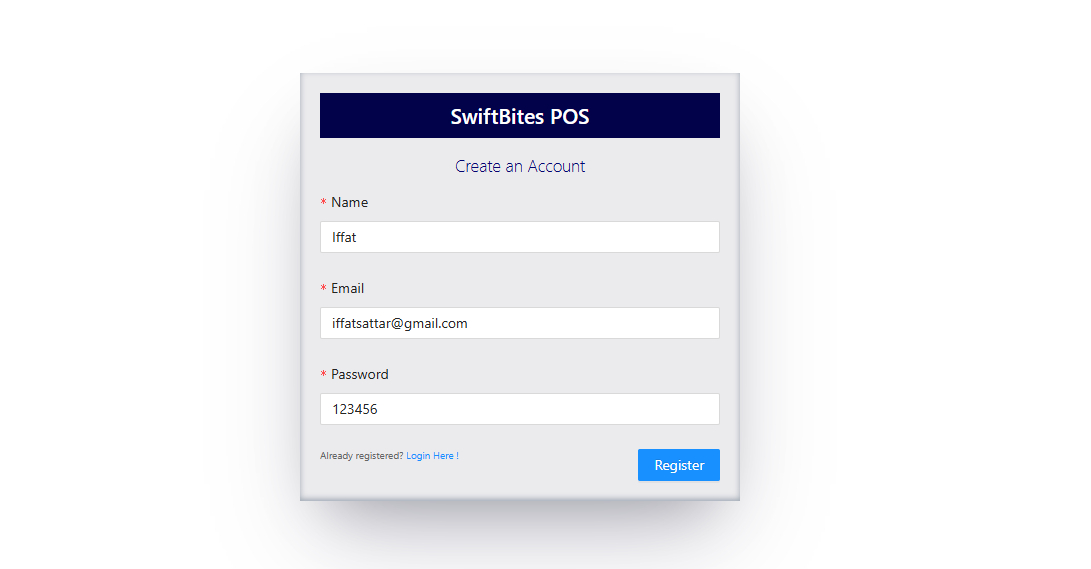 SwiftBites POS
Create an Account
* Name
Iffat
* Email
iffatsattar@gmail.com
* Password
123456
Already registered? Login Here !
Register